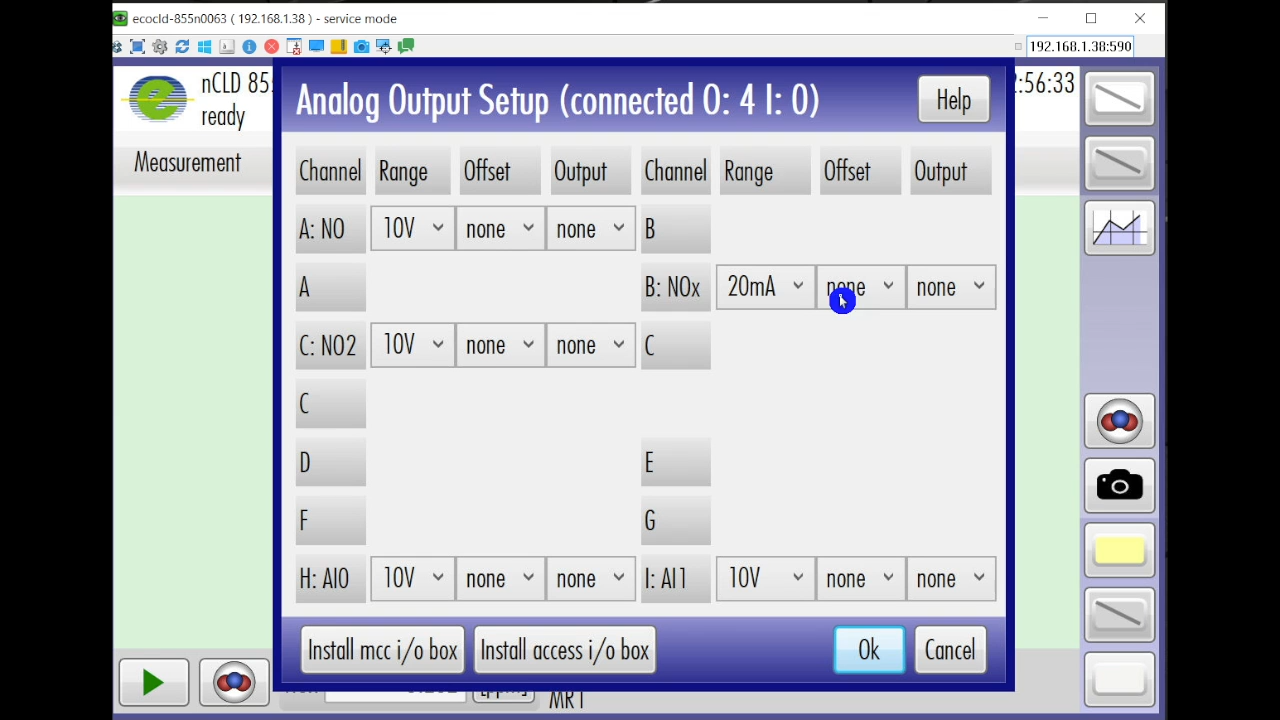 ecocld-855n0063 ( 192.168.1.38 ) - service mode
192.168.1.38:590
nCLD 85
:56:33
ready
Measurement
Analog Output Setup (connected O: 4 I: 0)
Help
Channel Range Offset Output Channel Range Offset Output
A: NO 10V none none B
A B: NOx 20mA none none
C: NO2 10V none none C
C
D E
F G
H: AI0 10V none none I: AI1 10V none none
Install mcc i/o box Install access i/o box Ok Cancel
[ppm]
MR1